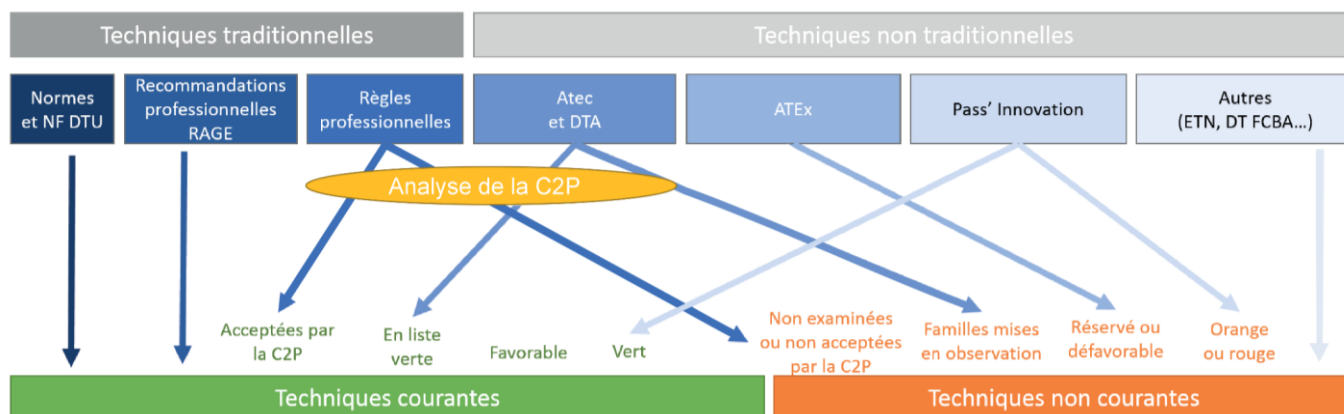 Techniques traditionnelles
Techniques non traditionnelles
Normes
et NF DTU
Recommandations
professionnelles
RAGE
Règles
professionnelles
Atec
et DTA
ATEx
Pass’ Innovation
Autres
(ETN, DT FCBA…)
Analyse de la C2P
Acceptées par
la C2P
En liste
verte
Favorable
Vert
Non examinées
ou non acceptées
par la C2P
Familles mises
en observation
Réservé ou
défavorable
Orange
ou rouge
Techniques courantes
Techniques non courantes